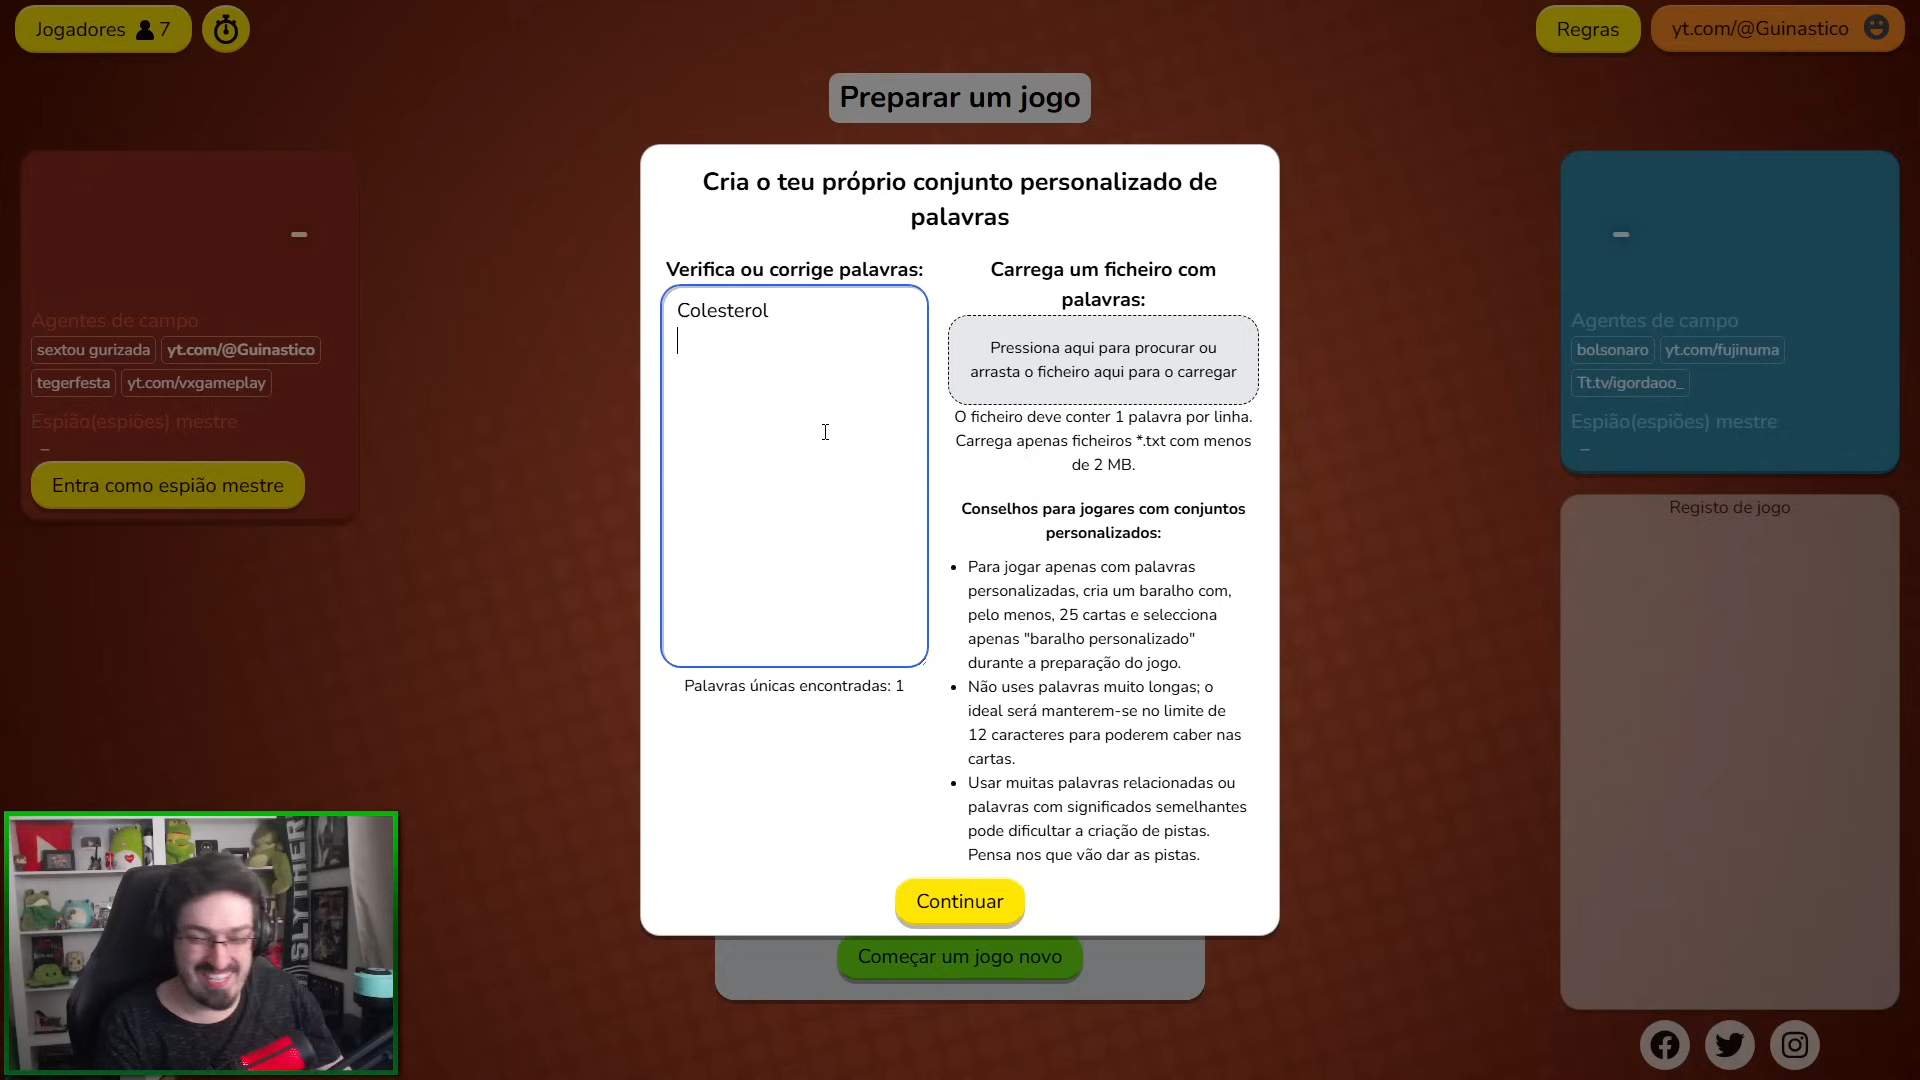 Jogadores 7
Regras
yt.com/@Guinastico
Preparar um jogo
Cria o teu próprio conjunto personalizado de
palavras
Verifica ou corrige palavras:
Colesterol
Palavras únicas encontradas: 1
Carrega um ficheiro com
palavras:
Pressiona aqui para procurar ou
arrasta o ficheiro aqui para o carregar
O ficheiro deve conter 1 palavra por linha.
Carrega apenas ficheiros *.txt com menos
de 2 MB.
Conselhos para jogares com conjuntos
personalizados:
• Para jogar apenas com palavras
personalizadas, cria um baralho com,
pelo menos, 25 cartas e selecciona
apenas "baralho personalizado"
durante a preparação do jogo.
• Não uses palavras muito longas; o
ideal será manterem-se no limite de
12 caracteres para poderem caber nas
cartas.
• Usar muitas palavras relacionadas ou
palavras com significados semelhantes
pode dificultar a criação de pistas.
Pensa nos que vão dar as pistas.
Continuar
Começar um jogo novo
–
Agentes de campo
sextou gurizada yt.com/@Guinastico
tegerfesta yt.com/vxgameplay
Espião(espiões) mestre
–
Entra como espião mestre
–
Agentes de campo
bolsonaro yt.com/fujinuma
Tt.tv/igordaoo_
Espião(espiões) mestre
–
Registo de jogo
SLYTHER